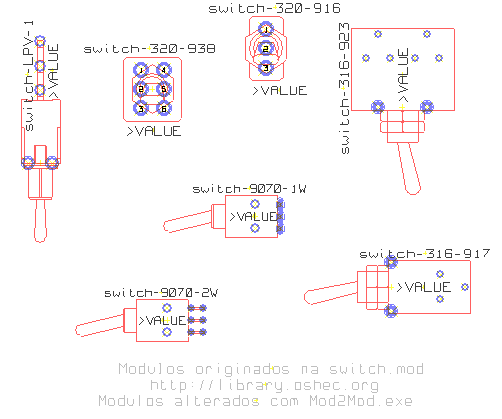 switch-320-916
switch-320-938
switch-LPV-1
switch-316-923
>VALUE
>VALUE
>VALUE
>VALUE
1
2
3
1
4
2
5
3
6
switch-9070-1W
>VALUE
switch-316-917
>VALUE
switch-9070-2W
>VALUE
Modulos originados na switch.mod
http://library.oshec.org
Modulos alterados com Mod2Mod.exe